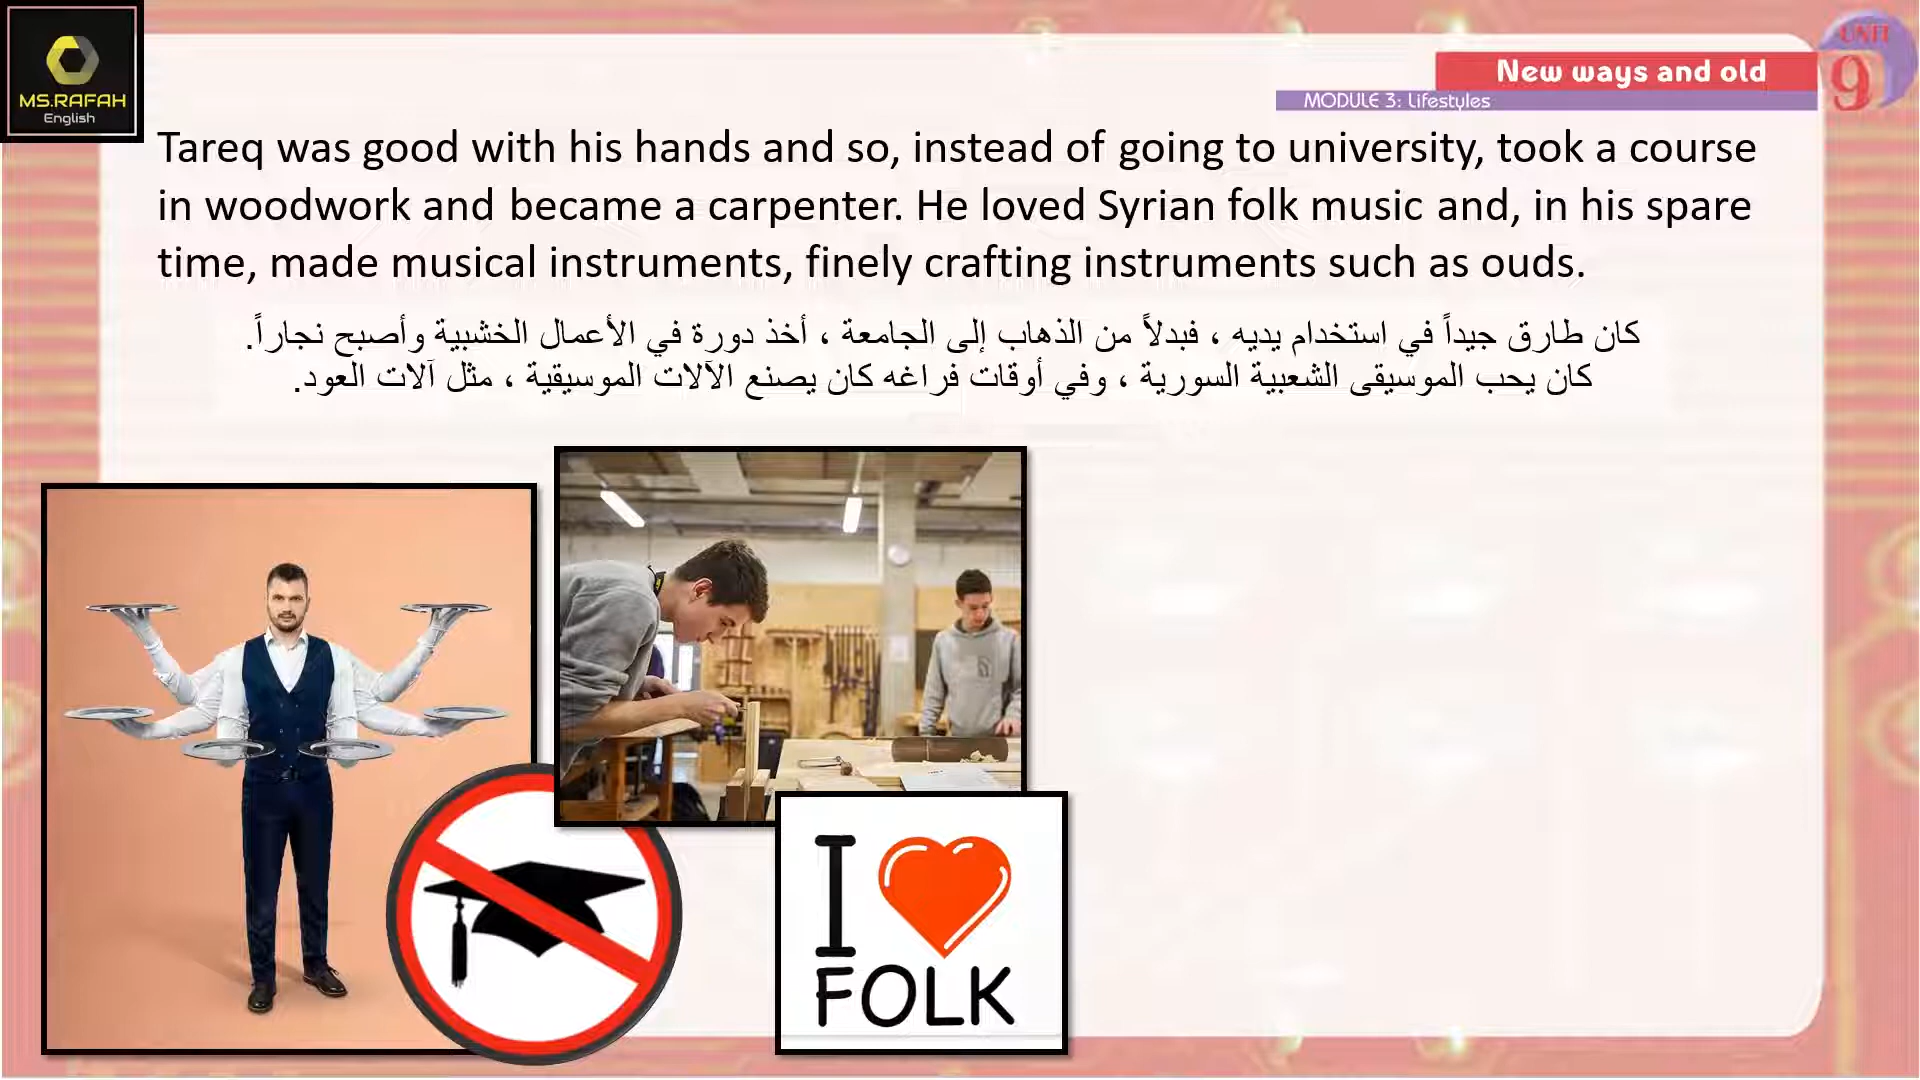 MS.RAFAH
English
UNIT
9
New ways and old
MODULE 3: Lifestyles
Tareq was good with his hands and so, instead of going to university, took a course
in woodwork and became a carpenter. He loved Syrian folk music and, in his spare
time, made musical instruments, finely crafting instruments such as ouds.
كان طارق جيداً في استخدام يديه ، فبدلاً من الذهاب إلى الجامعة ، أخذ دورة في الأعمال الخشبية وأصبح نجاراً.
كان يحب الموسيقى الشعبية السورية ، وفي أوقات فراغه كان يصنع الآلات الموسيقية ، مثل آلات العود.
I
FOLK